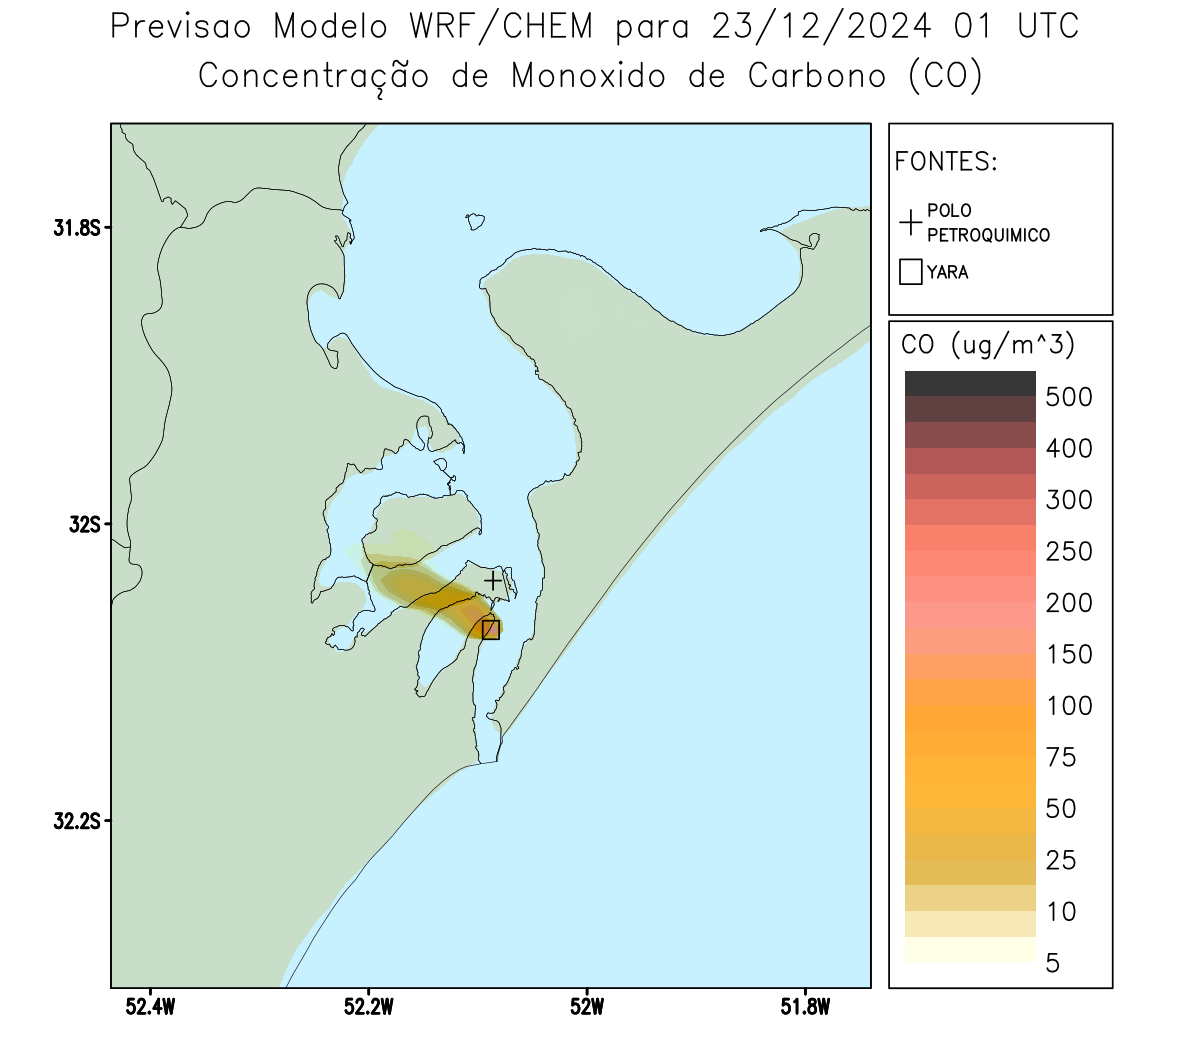 Previsao Modelo WRF/CHEM para 23/12/2024 01 UTC
Concentração de Monoxido de Carbono (CO)
FONTES:
POLO
PETROQUIMICO
YARA
CO (ug/m^3)
500
400
300
250
200
150
100
75
50
25
10
5
31.8S
32S
32.2S
52.4W
52.2W
52W
51.8W